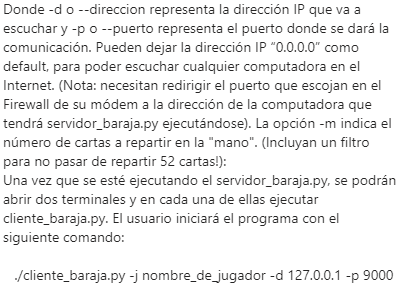 Donde -d o --direccion representa la dirección IP que va a
escuchar y -p o --puerto representa el puerto donde se dará la
comunicación. Pueden dejar la dirección IP “0.0.0.0” como
default, para poder escuchar cualquier computadora en el
Internet. (Nota: necesitan redirigir el puerto que escojan en el
Firewall de su módem a la dirección de la computadora que
tendrá servidor_baraja.py ejecutándose). La opción -m indica el
número de cartas a repartir en la "mano". (Incluyan un filtro
para no pasar de repartir 52 cartas!):
Una vez que se esté ejecutando el servidor_baraja.py, se podrán
abrir dos terminales y en cada una de ellas ejecutar
cliente_baraja.py. El usuario iniciará el programa con el
siguiente comando:
./cliente_baraja.py -j nombre_de_jugador -d 127.0.0.1 -p 9000